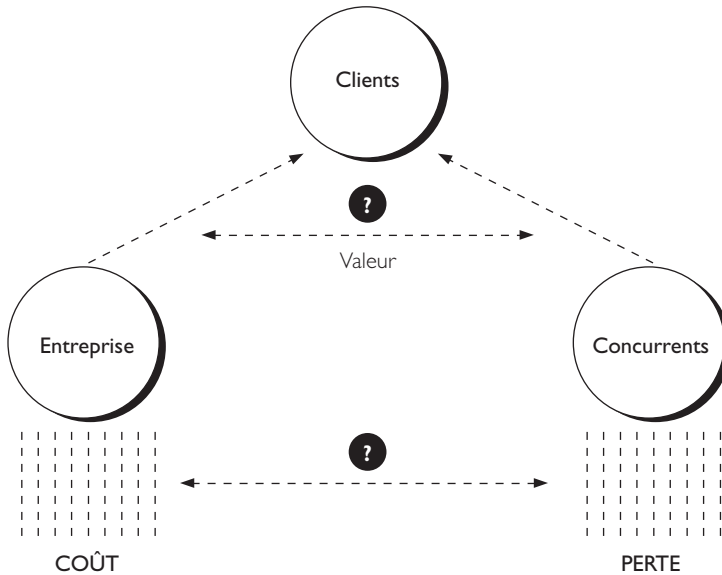 Clients
?
Valeur
Entreprise
Concurrents
?
COÛT
PERTE